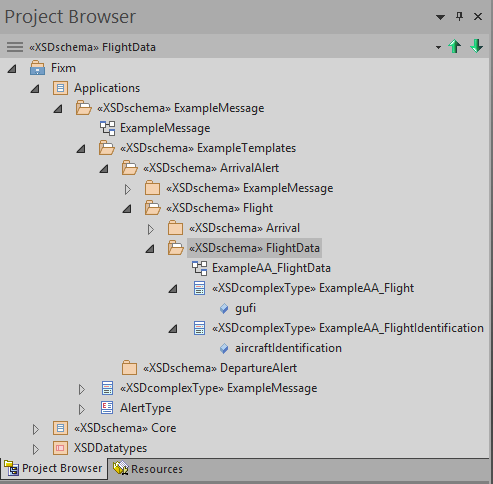 Project Browser
«XSDschema» FlightData
Fixm
Applications
«XSDschema» ExampleMessage
ExampleMessage
«XSDschema» ExampleTemplates
«XSDschema» ArrivalAlert
«XSDschema» ExampleMessage
«XSDschema» Flight
«XSDschema» Arrival
«XSDschema» FlightData
ExampleAA_FlightData
«XSDcomplexType» ExampleAA_Flight
gufi
«XSDcomplexType» ExampleAA_FlightIdentification
aircraftIdentification
«XSDschema» DepartureAlert
«XSDcomplexType» ExampleMessage
AlertType
«XSDschema» Core
XSDDatatypes
Project Browser Resources